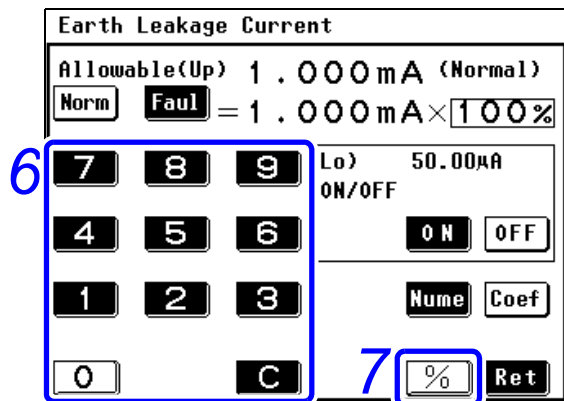 Earth Leakage Current
Allowable(Up) 1.000mA (Normal)
Norm Faul =1.000mA×100%
6 7 8 9 Lo) 50.00µA
ON/OFF
4 5 6 ON OFF
1 2 3 Nume Coef
0 C 7 % Ret